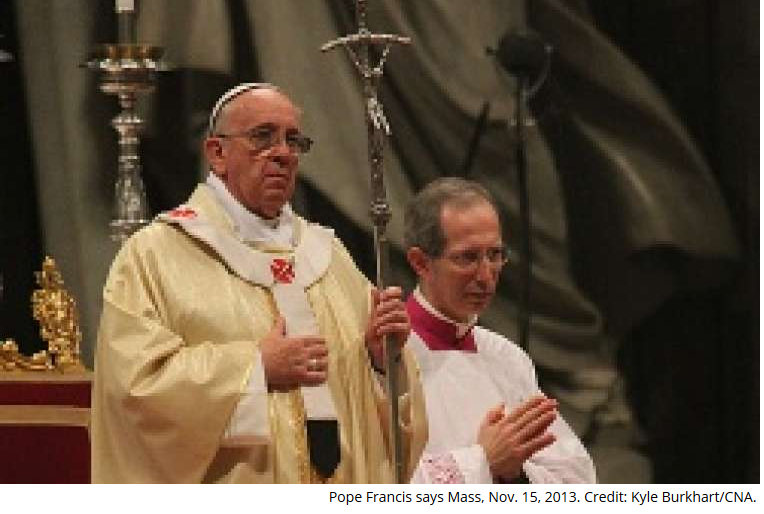 Pope Francis says Mass, Nov. 15, 2013. Credit: Kyle Burkhart/CNA.